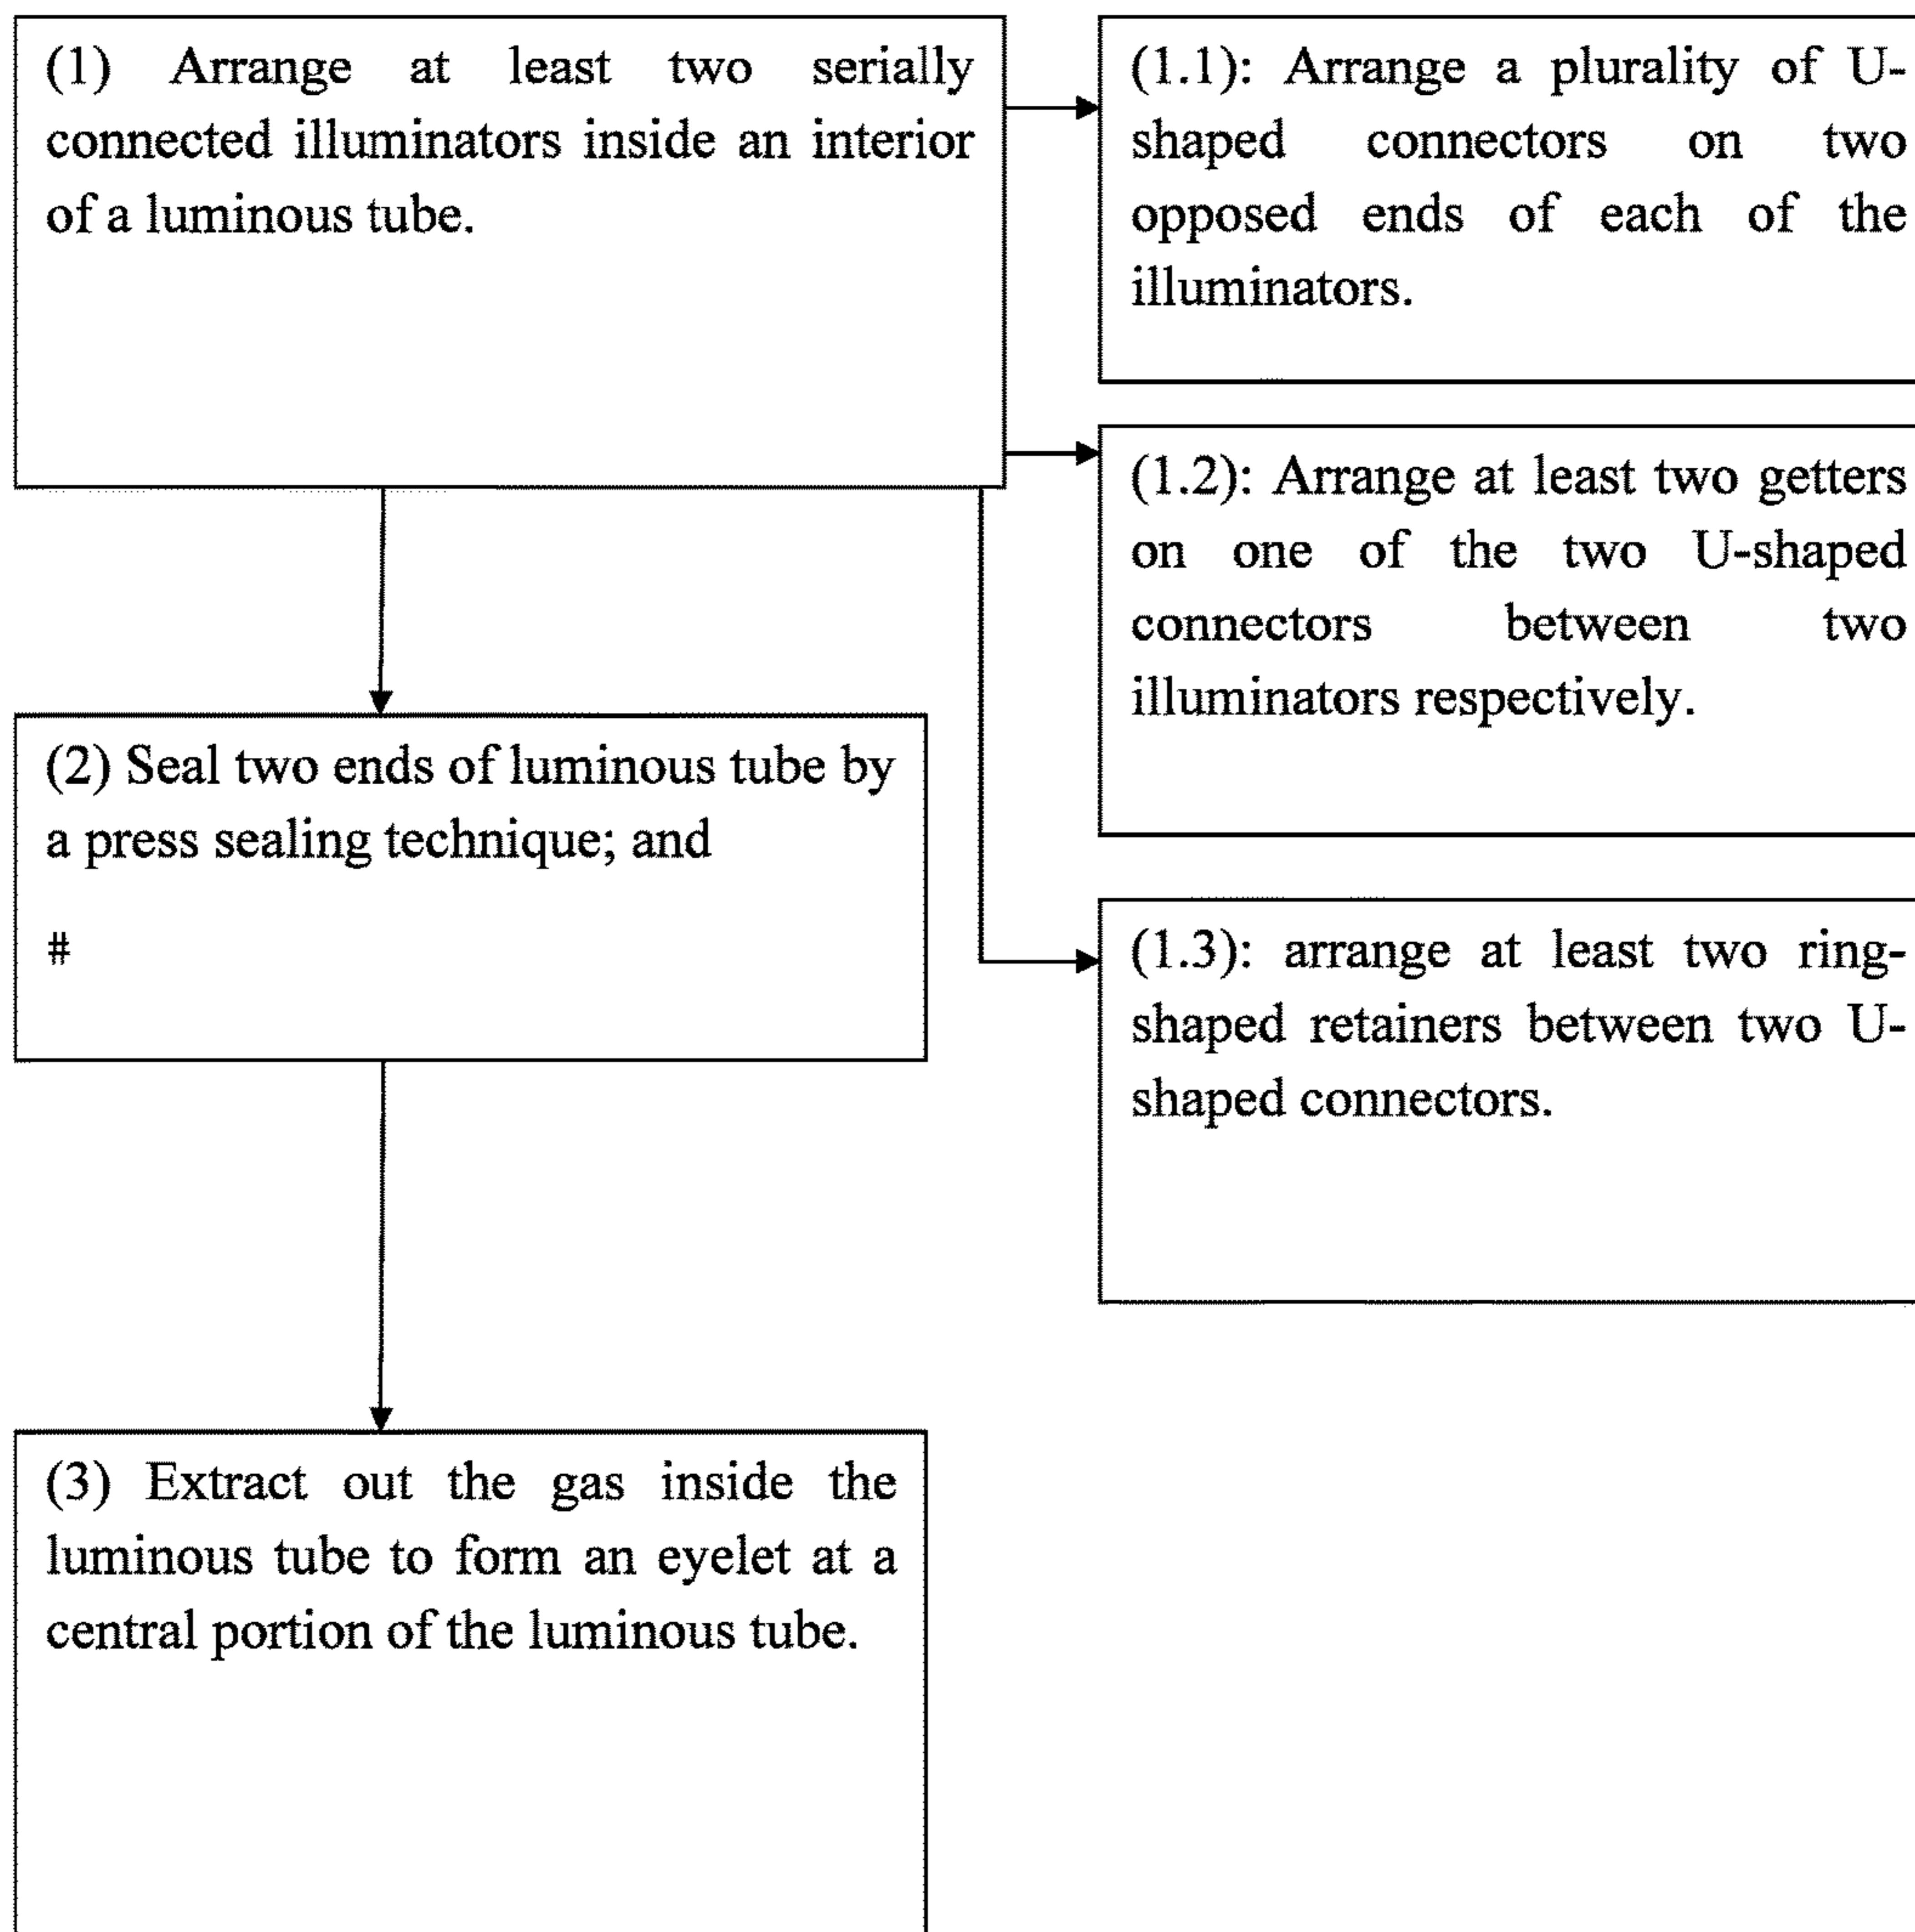 (1) Arrange at least two serially
connected illuminators inside an interior
of a luminous tube.
(1.1): Arrange a plurality of U-
shaped connectors on two
opposed ends of each of the
illuminators.
(1.2): Arrange at least two getters
on one of the two U-shaped
connectors between two
illuminators respectively.
(2) Seal two ends of luminous tube by
a press sealing technique; and
#
(1.3): arrange at least two ring-
shaped retainers between two U-
shaped connectors.
(3) Extract out the gas inside the
luminous tube to form an eyelet at a
central portion of the luminous tube.